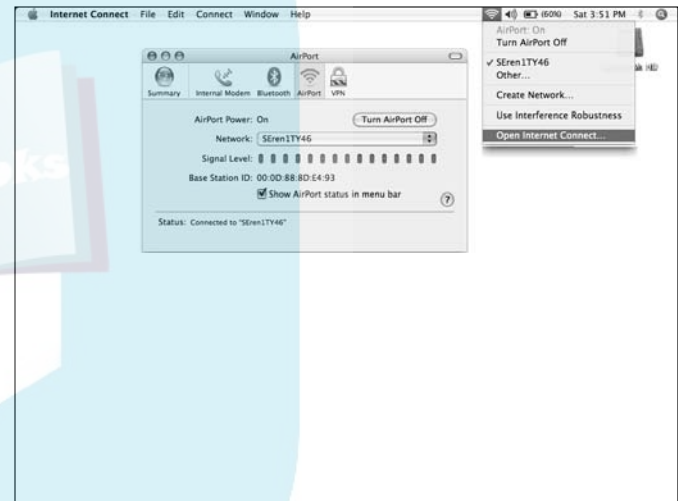 Internet Connect File Edit Connect Window Help (60%) Sat 3:51 PM
AirPort: On
Turn AirPort Off
✓ SEren1TY46
Other...
Create Network...
Use Interference Robustness
Open Internet Connect...
AirPort
Summary Internal Modem Bluetooth AirPort VPN
AirPort Power: On Turn AirPort Off
Network: SEren1TY46
Signal Level:
Base Station ID: 00:0D:88:8D:E4:93
Show AirPort status in menu bar ?
Status: Connected to "SEren1TY46"
ks